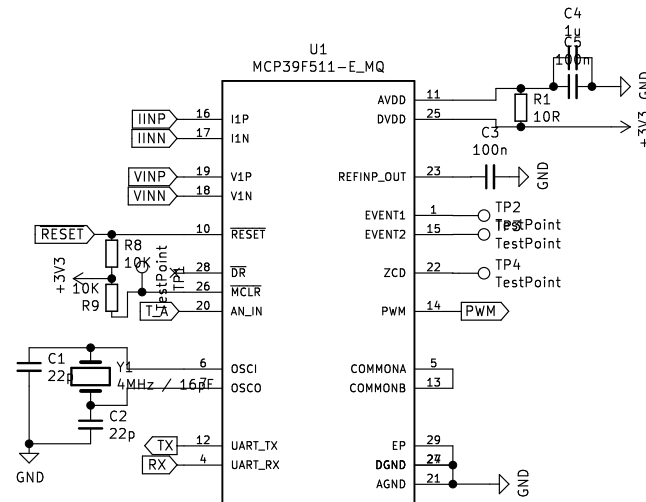 C4
1u
C5
100n
GND
+3V3
U1
MCP39F511-E_MQ
AVDD 11
DVDD 25
R1
10R
IINP 16 I1P
IINN 17 I1N
C3
100n
GND
VINP 19 V1P
VINN 18 V1N
REFINP_OUT 23
EVENT1 1 TP2
TestPoint
EVENT2 15 TP3
TestPoint
RESET 10 RESET
R8
10K
+3V3
10K
R9
TestPoint
TP1
28 DR
26 MCLR
T_A 20 AN_IN
ZCD 22 TP4
TestPoint
PWM 14 PWM
C1
22p
Y1
4MHz / 16pF
6 OSCI
7 OSCO
COMMONA 5
COMMONB 13
C2
22p
GND
TX 12 UART_TX
RX 4 UART_RX
EP 29
DGND
AGND 21
GND